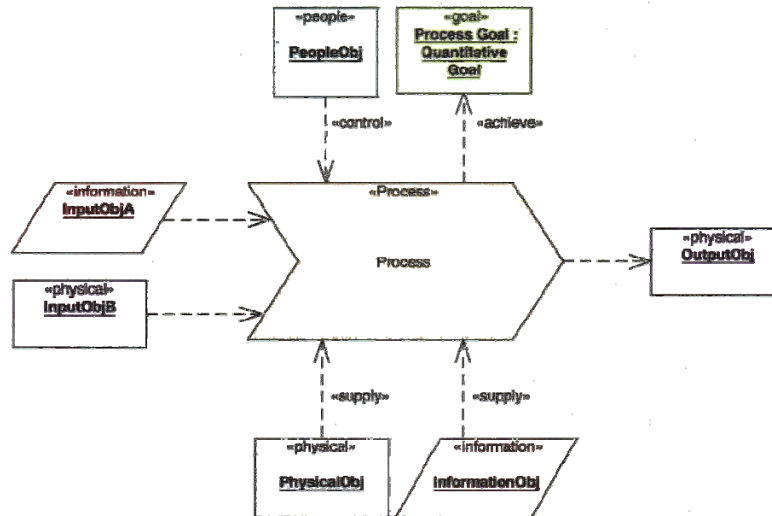 «people»
PeopleObj
«goal»
Process Goal :
Quantitative
Goal
«control»
«achieve»
«information»
InputObjA
«Process»
Process
«physical»
OutputObj
«physical»
InputObjB
«supply»
«supply»
«physical»
PhysicalObj
«information»
InformationObj